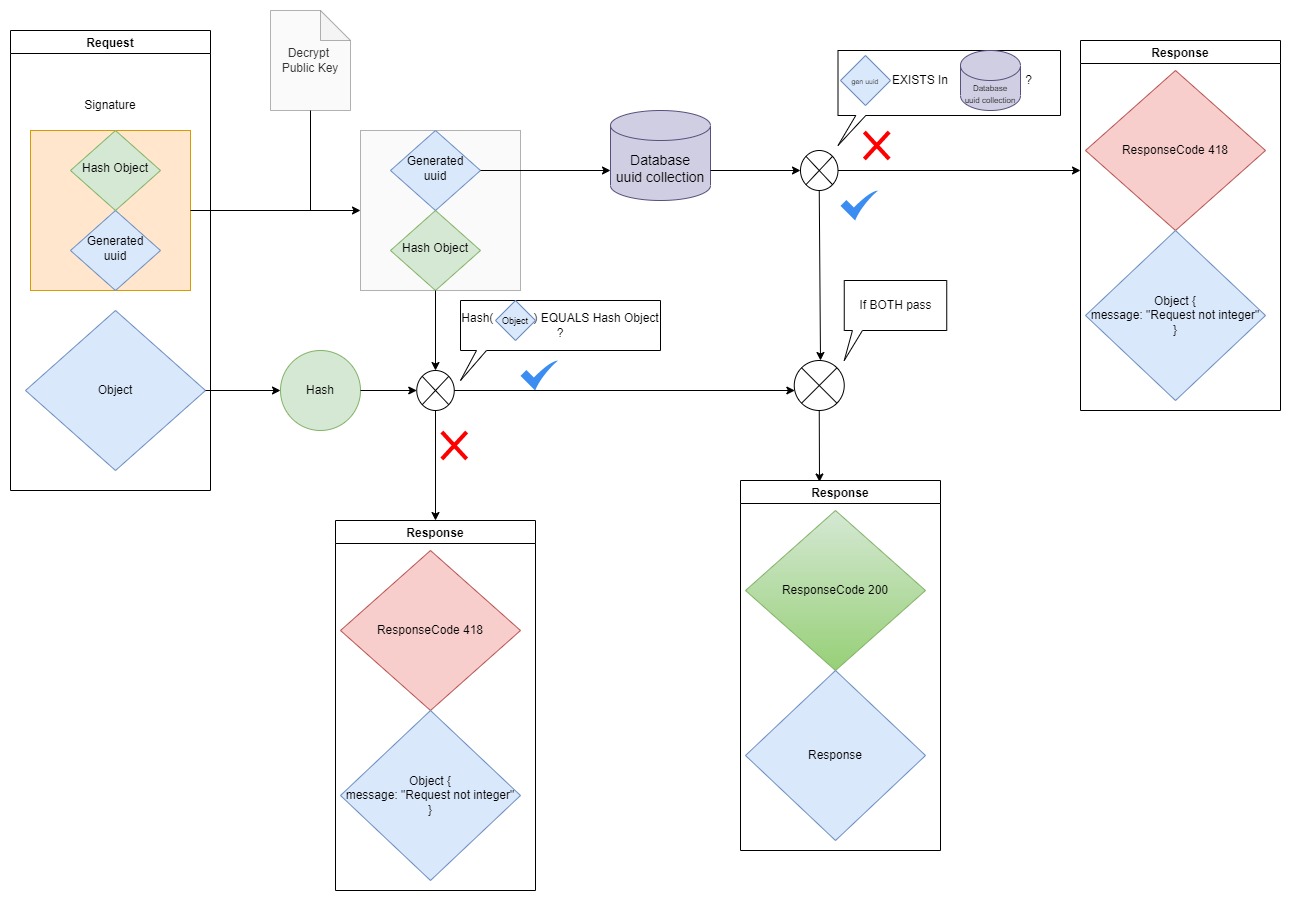 Request
Signature
Hash Object
Generated
uuid
Object
Decrypt
Public Key
Generated
uuid
Hash Object
Hash
Hash( Object ) EQUALS Hash Object
?
Database
uuid collection
gen uuid EXISTS In Database ?
uuid collection
If BOTH pass
Response
ResponseCode 418
Object {
message: "Request not integer"
}
Response
ResponseCode 418
Object {
message: "Request not integer"
}
Response
ResponseCode 200
Response